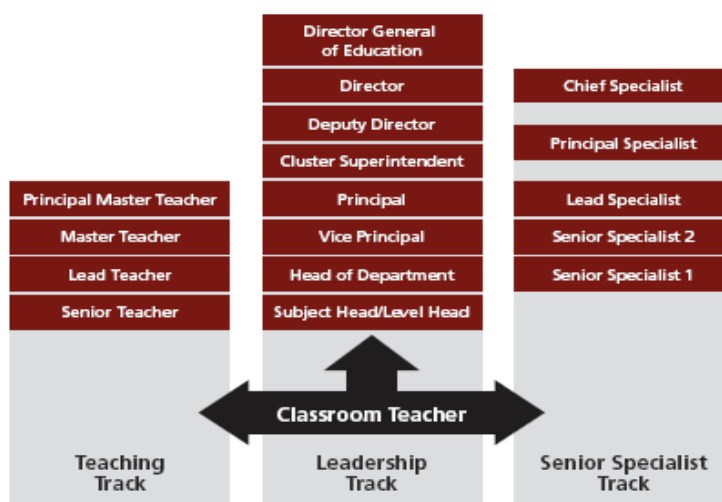 Principal Master Teacher
Master Teacher
Lead Teacher
Senior Teacher
Teaching
Track
Director General
of Education
Director
Deputy Director
Cluster Superintendent
Principal
Vice Principal
Head of Department
Subject Head/Level Head
Classroom Teacher
Leadership
Track
Chief Specialist
Principal Specialist
Lead Specialist
Senior Specialist 2
Senior Specialist 1
Senior Specialist
Track